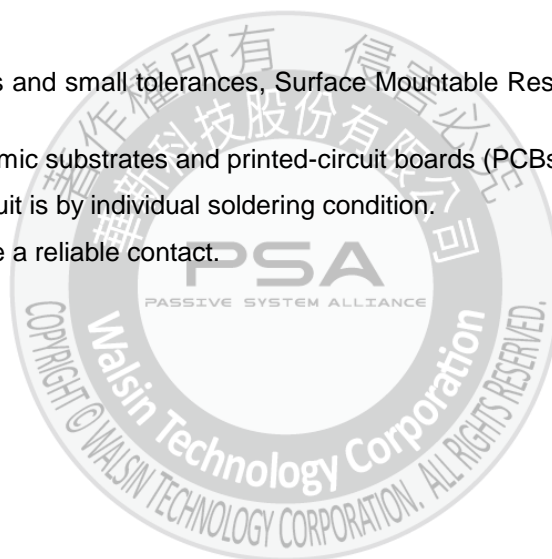 s and small tolerances, Surface Mountable Res
mic substrates and printed-circuit boards (PCBs
uit is by individual soldering condition.
e a reliable contact.
著作權所有 侵害必究
華新科技股份有限公司
PSA
PASSIVE SYSTEM ALLIANCE
Walsin Technology Corporation
COPYRIGHT © WALSIN TECHNOLOGY CORPORATION. ALL RIGHTS RESERVED.